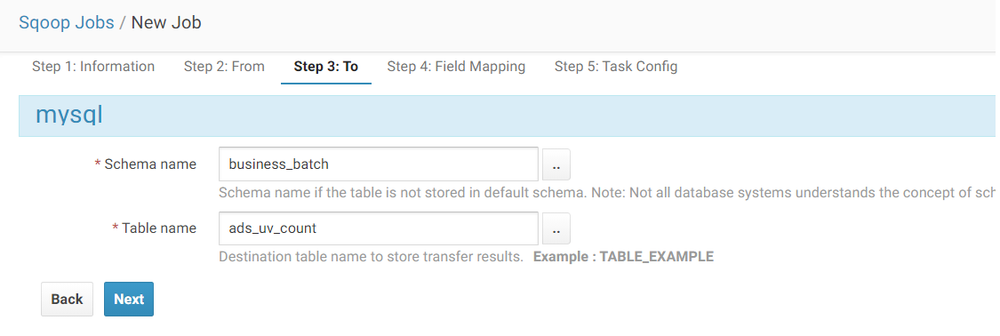 Sqoop Jobs / New Job
Step 1: Information Step 2: From Step 3: To Step 4: Field Mapping Step 5: Task Config
mysql
* Schema name business_batch ..
Schema name if the table is not stored in default schema. Note: Not all database systems understands the concept of
* Table name ads_uv_count ..
Destination table name to store transfer results. Example : TABLE_EXAMPLE
Back Next